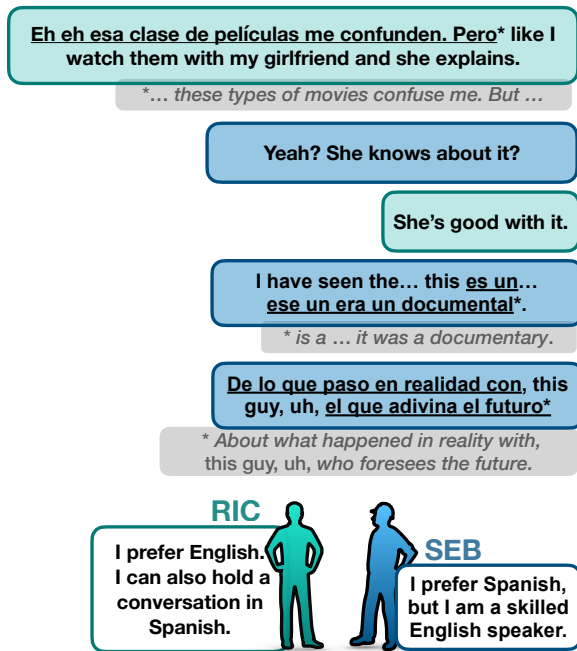 Eh eh esa clase de películas me confunden. Pero* like I
watch them with my girlfriend and she explains.
*… these types of movies confuse me. But …
Yeah? She knows about it?
She's good with it.
I have seen the… this es un…
ese un era un documental*.
* is a … it was a documentary.
De lo que paso en realidad con, this
guy, uh, el que adivina el futuro*
* About what happened in reality with,
this guy, uh, who foresees the future.
RIC
I prefer English.
I can also hold a
conversation in
Spanish.
SEB
I prefer Spanish,
but I am a skilled
English speaker.